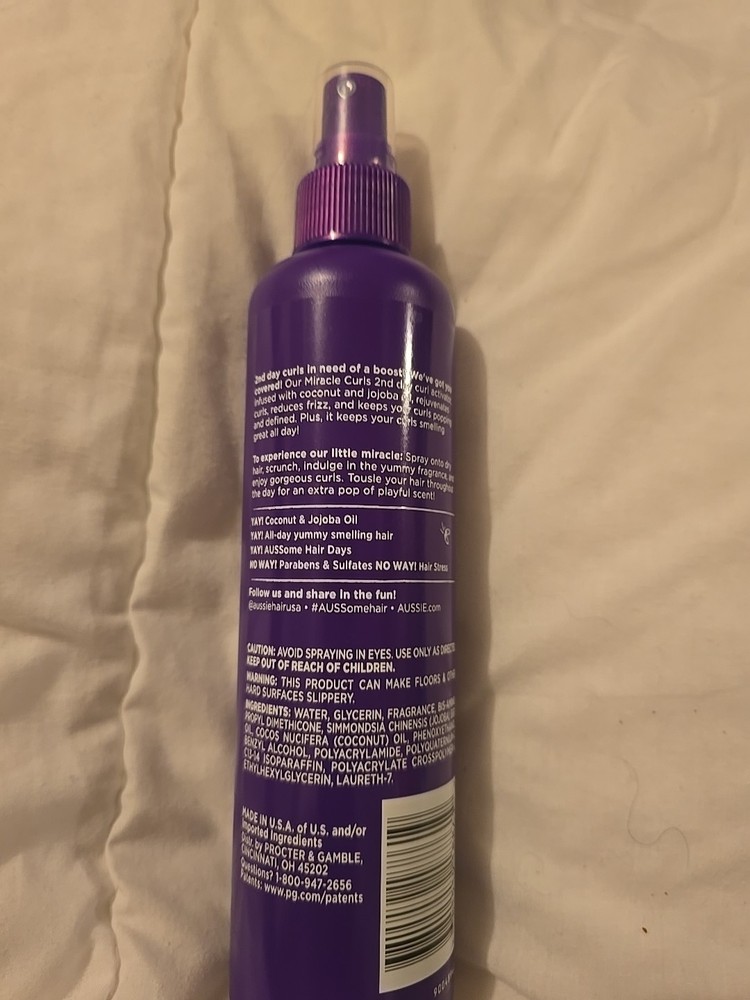 2nd day curls in need of a boost? We've got you
covered! Our Miracle Curls 2nd day curl activator
infused with coconut and jojoba rejuvenates
curls, reduces frizz, and keeps your curls popping
and defined. Plus, it keeps your curls smelling
great all day!
To experience our little miracle: Spray onto dry
hair, scrunch, indulge in the yummy fragrance, and
enjoy gorgeous curls. Tousle your hair throughout
the day for an extra pop of playful scent!
YAY! Coconut & Jojoba Oil
YAY! All-day yummy smelling hair
YAY! AUSSome Hair Days
NO WAY! Parabens & Sulfates NO WAY! Hair Stress
Follow us and share in the fun!
@aussiehairusa • #AUSSomehair • AUSSIE.com
CAUTION: AVOID SPRAYING IN EYES. USE ONLY AS
KEEP OUT OF REACH OF CHILDREN.
WARNING: THIS PRODUCT CAN MAKE FLOORS &
HARD SURFACES SLIPPERY.
INGREDIENTS: WATER, GLYCERIN, FRAGRANCE,
PROPYL DIMETHICONE, SIMMONDSIA CHINENSIS (JOJOBA)
OIL, COCOS NUCIFERA (COCONUT) OIL,
BENZYL ALCOHOL, POLYACRYLAMIDE,
C13-14 ISOPARAFFIN, POLYACRYLATE
ETHYLHEXYLGLYCERIN, LAURETH-7.
MADE IN U.S.A. of U.S. and/or
Imported Ingredients
Distr. by PROCTER & GAMBLE,
CINCINNATI, OH 45202
Questions? 1-800-947-2656
Patents: www.pg.com/patents